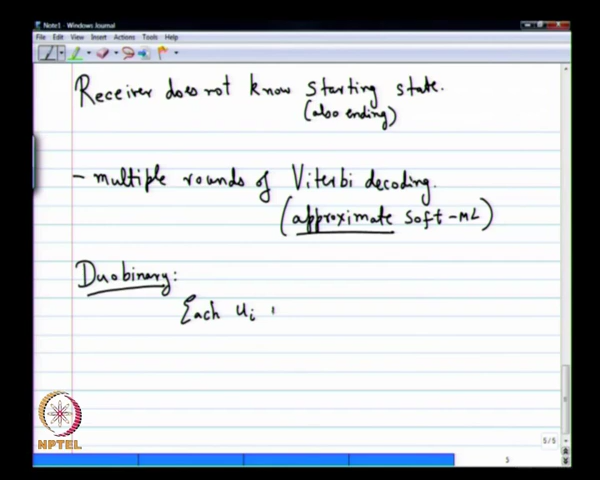 Note1 - Windows Journal
File Edit View Insert Actions Tools Help
Receiver does not know starting state.
(also ending)
- multiple rounds of Viterbi decoding.
(approximate soft-ML)
Duobinary:
Each ui
NPTEL
5/5
5